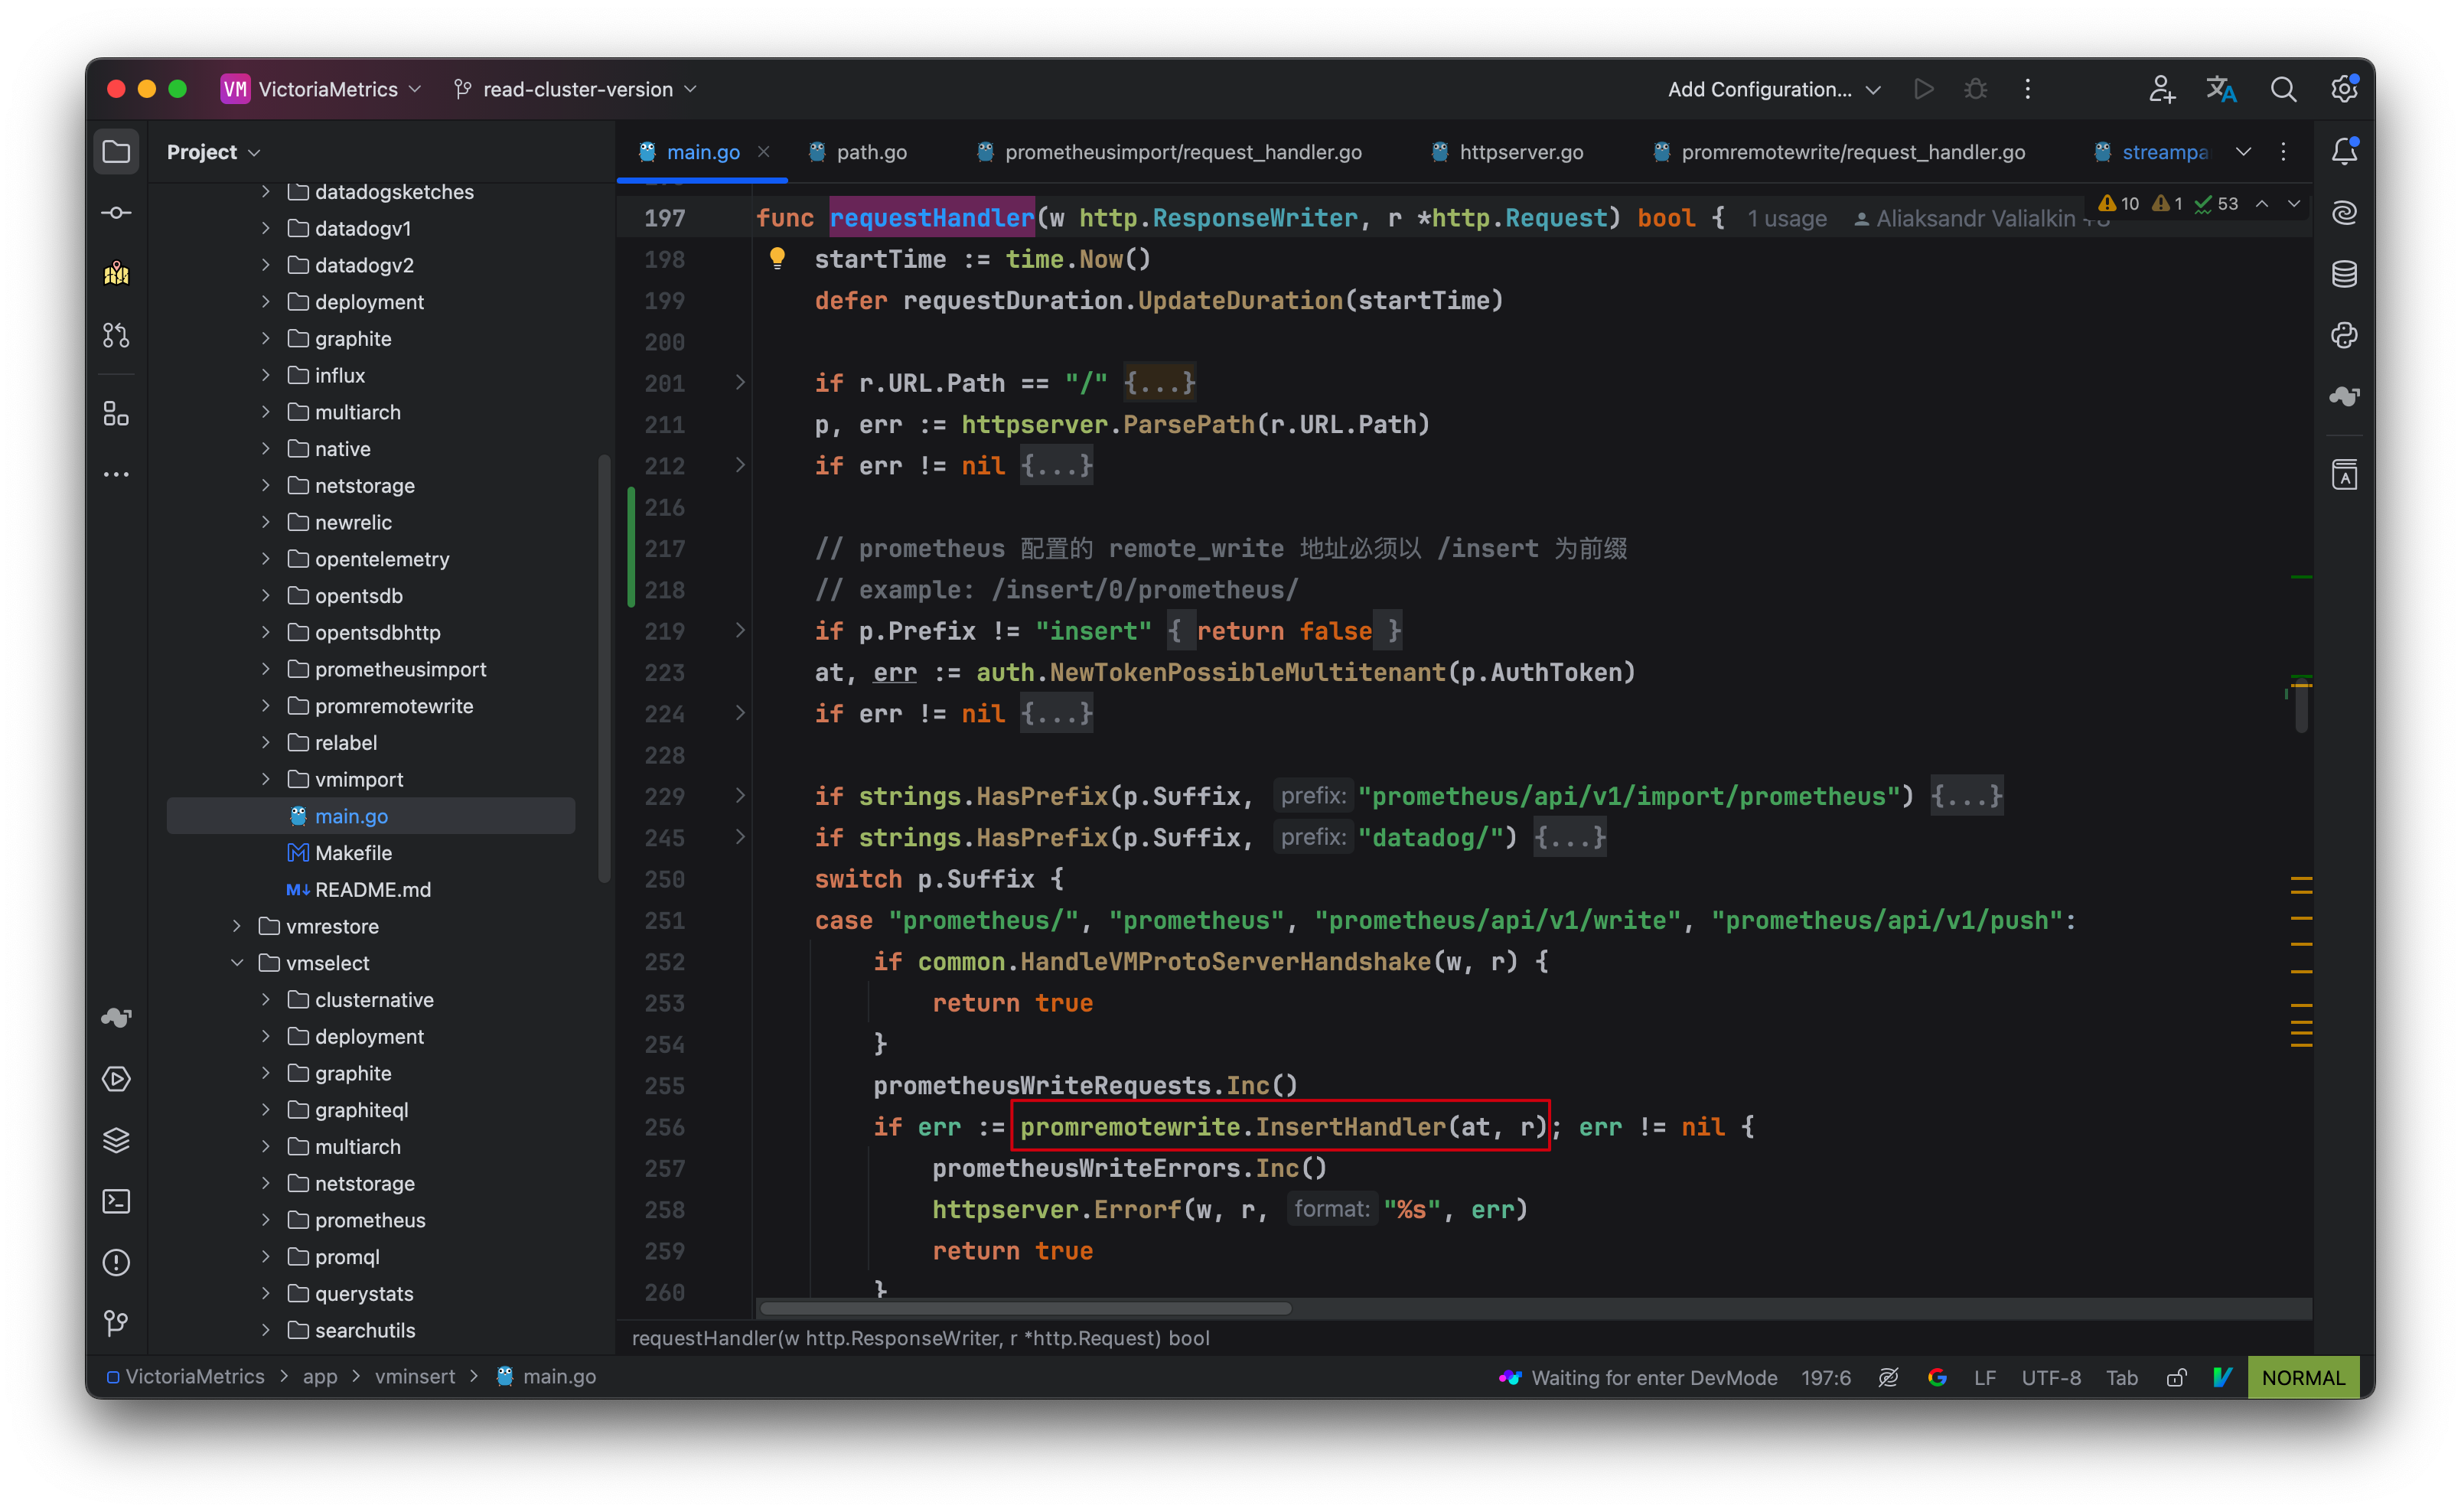 VM VictoriaMetrics read-cluster-version Add Configuration...
Project
main.go path.go prometheusimport/request_handler.go httpserver.go promremotewrite/request_handler.go streampa
datadogsketches
datadogv1
datadogv2
deployment
graphite
influx
multiarch
native
netstorage
newrelic
opentelemetry
opentsdb
opentsdbhttp
prometheusimport
promremotewrite
relabel
vmimport
main.go
Makefile
M↓ README.md
vmrestore
vmselect
clusternative
deployment
graphite
graphiteql
multiarch
netstorage
prometheus
promql
querystats
searchutils
10 1 53
197 func requestHandler(w http.ResponseWriter, r *http.Request) bool { 1 usage Aliaksandr Valialkin
198 startTime := time.Now()
199 defer requestDuration.UpdateDuration(startTime)
200
201 if r.URL.Path == "/" {...}
211 p, err := httpserver.ParsePath(r.URL.Path)
212 if err != nil {...}
216
217 // prometheus 配置的 remote_write 地址必须以 /insert 为前缀
218 // example: /insert/0/prometheus/
219 if p.Prefix != "insert" { return false }
223 at, err := auth.NewTokenPossibleMultitenant(p.AuthToken)
224 if err != nil {...}
228
229 if strings.HasPrefix(p.Suffix, prefix: "prometheus/api/v1/import/prometheus") {...}
245 if strings.HasPrefix(p.Suffix, prefix: "datadog/") {...}
250 switch p.Suffix {
251 case "prometheus/", "prometheus", "prometheus/api/v1/write", "prometheus/api/v1/push":
252 if common.HandleVMProtoServerHandshake(w, r) {
253 return true
254 }
255 prometheusWriteRequests.Inc()
256 if err := promremotewrite.InsertHandler(at, r); err != nil {
257 prometheusWriteErrors.Inc()
258 httpserver.Errorf(w, r, format: "%s", err)
259 return true
260 }
requestHandler(w http.ResponseWriter, r *http.Request) bool
VictoriaMetrics > app > vminsert > main.go Waiting for enter DevMode 197:6 LF UTF-8 Tab NORMAL